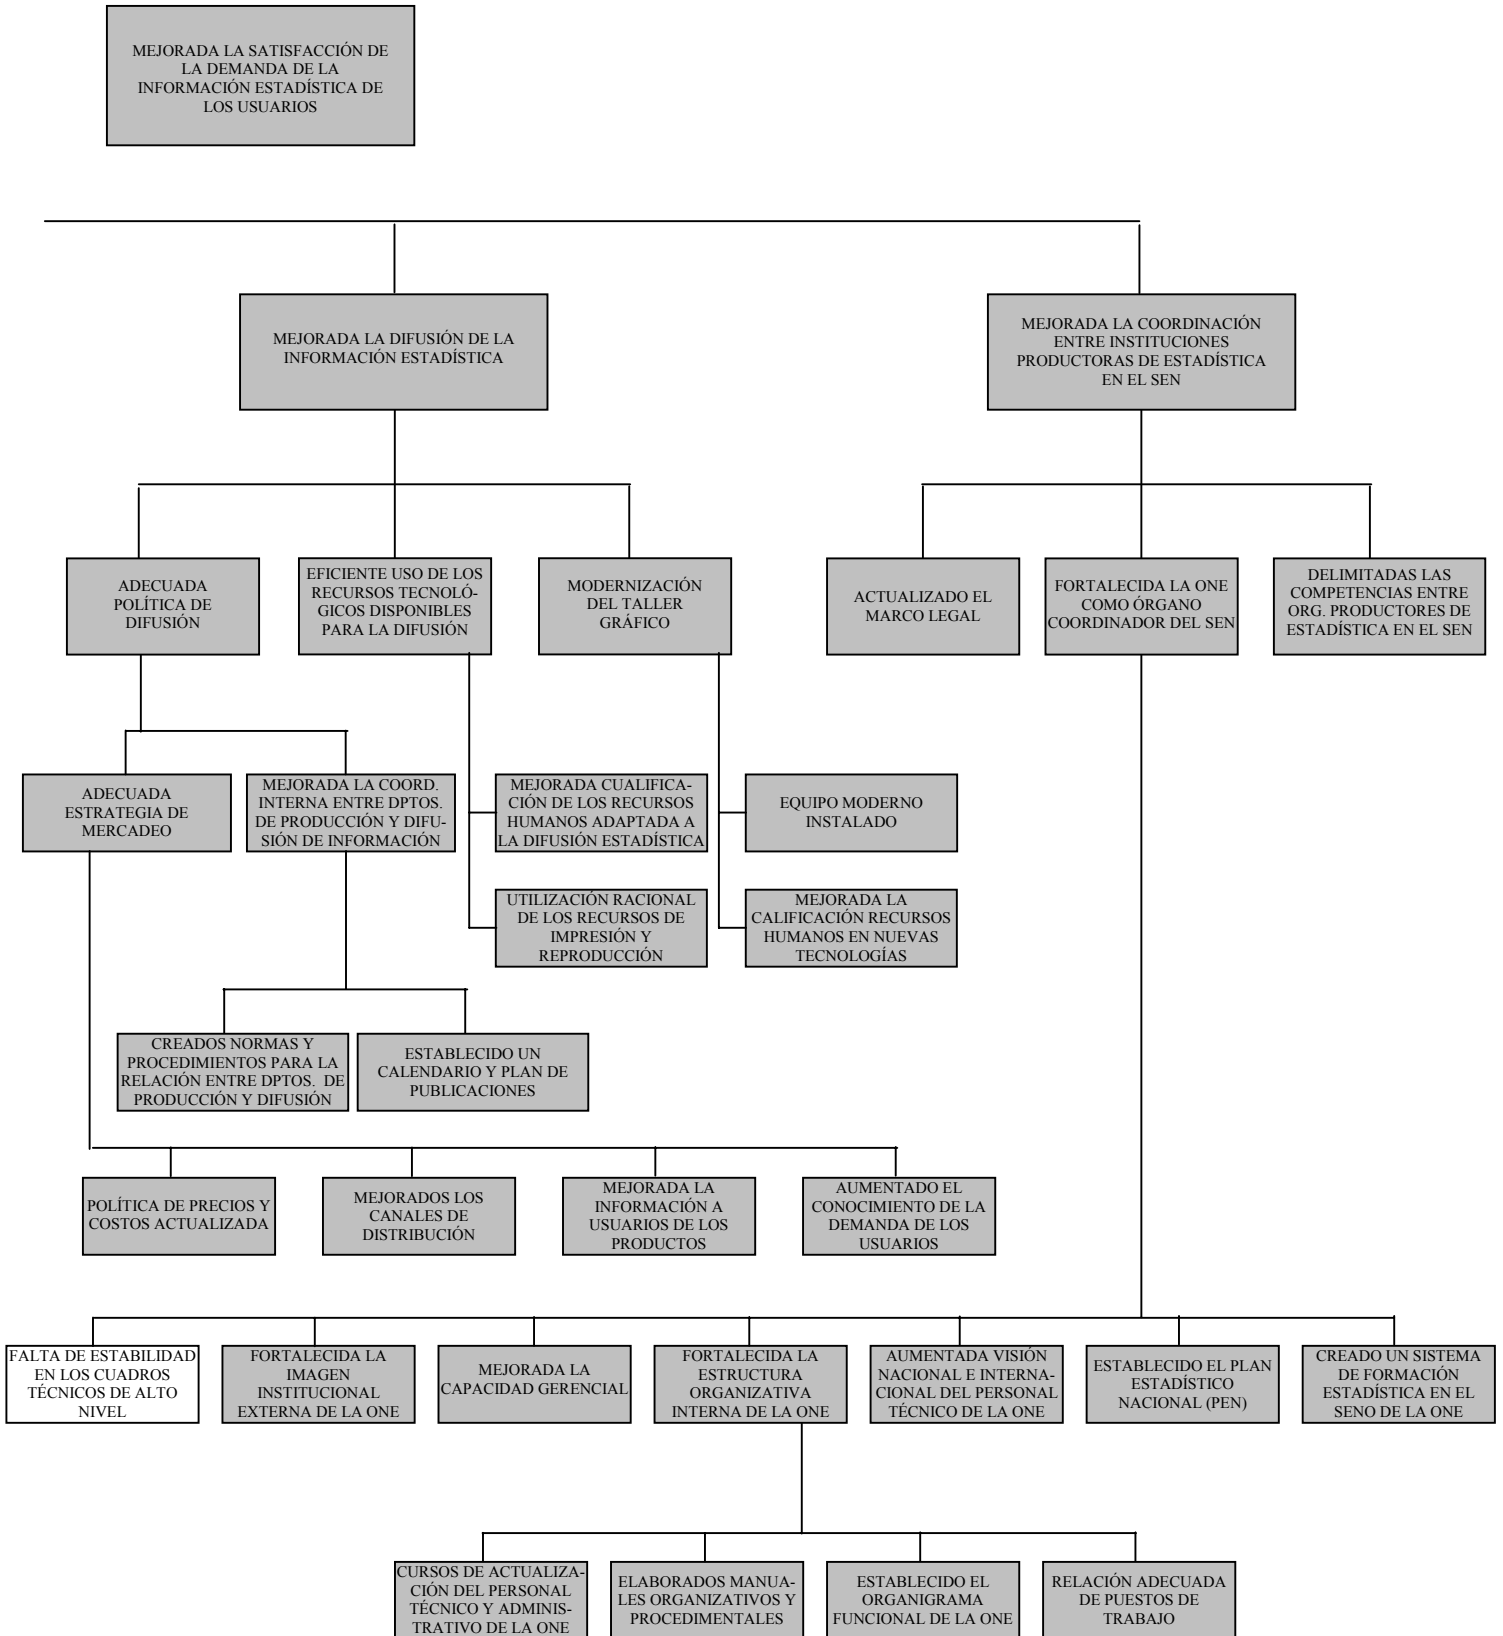 MEJORADA LA SATISFACCIÓN DE
LA DEMANDA DE LA
INFORMACIÓN ESTADÍSTICA DE
LOS USUARIOS
MEJORADA LA DIFUSIÓN DE LA
INFORMACIÓN ESTADÍSTICA
MEJORADA LA COORDINACIÓN
ENTRE INSTITUCIONES
PRODUCTORAS DE ESTADÍSTICA
EN EL SEN
ADECUADA
POLÍTICA DE
DIFUSIÓN
EFICIENTE USO DE LOS
RECURSOS TECNOLÓ-
GICOS DISPONIBLES
PARA LA DIFUSIÓN
MODERNIZACIÓN
DEL TALLER
GRÁFICO
ACTUALIZADO EL
MARCO LEGAL
FORTALECIDA LA ONE
COMO ÓRGANO
COORDINADOR DEL SEN
DELIMITADAS LAS
COMPETENCIAS ENTRE
ORG. PRODUCTORES DE
ESTADÍSTICA EN EL SEN
ADECUADA
ESTRATEGIA DE
MERCADEO
MEJORADA LA COORD.
INTERNA ENTRE DPTOS.
DE PRODUCCIÓN Y DIFU-
SIÓN DE INFORMACIÓN
MEJORADA CUALIFICA-
CIÓN DE LOS RECURSOS
HUMANOS ADAPTADA A
LA DIFUSIÓN ESTADÍSTICA
EQUIPO MODERNO
INSTALADO
UTILIZACIÓN RACIONAL
DE LOS RECURSOS DE
IMPRESIÓN Y
REPRODUCCIÓN
MEJORADA LA
CALIFICACIÓN RECURSOS
HUMANOS EN NUEVAS
TECNOLOGÍAS
CREADOS NORMAS Y
PROCEDIMIENTOS PARA LA
RELACIÓN ENTRE DPTOS. DE
PRODUCCIÓN Y DIFUSIÓN
ESTABLECIDO UN
CALENDARIO Y PLAN DE
PUBLICACIONES
POLÍTICA DE PRECIOS Y
COSTOS ACTUALIZADA
MEJORADOS LOS
CANALES DE
DISTRIBUCIÓN
MEJORADA LA
INFORMACIÓN A
USUARIOS DE LOS
PRODUCTOS
AUMENTADO EL
CONOCIMIENTO DE LA
DEMANDA DE LOS
USUARIOS
FALTA DE ESTABILIDAD
EN LOS CUADROS
TÉCNICOS DE ALTO
NIVEL
FORTALECIDA LA
IMAGEN
INSTITUCIONAL
EXTERNA DE LA ONE
MEJORADA LA
CAPACIDAD GERENCIAL
FORTALECIDA LA
ESTRUCTURA
ORGANIZATIVA
INTERNA DE LA ONE
AUMENTADA VISIÓN
NACIONAL E INTERNA-
CIONAL DEL PERSONAL
TÉCNICO DE LA ONE
ESTABLECIDO EL PLAN
ESTADÍSTICO
NACIONAL (PEN)
CREADO UN SISTEMA
DE FORMACIÓN
ESTADÍSTICA EN EL
SENO DE LA ONE
CURSOS DE ACTUALIZA-
CIÓN DEL PERSONAL
TÉCNICO Y ADMINIS-
TRATIVO DE LA ONE
ELABORADOS MANUA-
LES ORGANIZATIVOS Y
PROCEDIMENTALES
ESTABLECIDO EL
ORGANIGRAMA
FUNCIONAL DE LA ONE
RELACIÓN ADECUADA
DE PUESTOS DE
TRABAJO